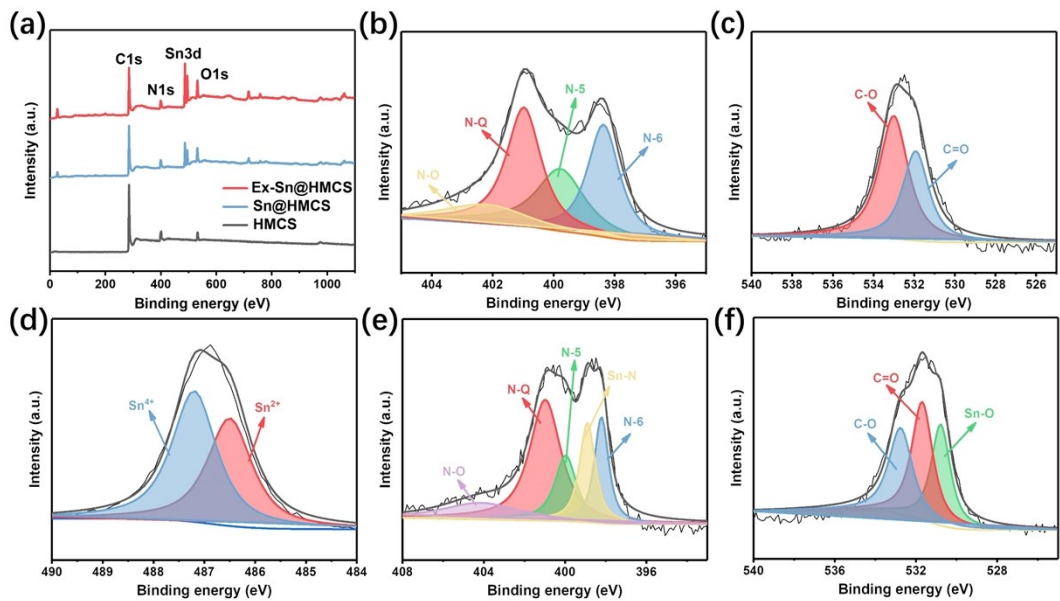 (a)
Intensity (a.u.)
C1s
N1s
Sn3d
O1s
Ex-Sn@HMCS
Sn@HMCS
HMCS
0 200 400 600 800 1000
Binding energy (eV)
(b)
Intensity (a.u.)
N-O
N-Q
N-5
N-6
404 402 400 398 396
Binding energy (eV)
(c)
Intensity (a.u.)
C-O
C=O
540 538 536 534 532 530 528 526
Binding energy (eV)
(d)
Intensity (a.u.)
Sn⁴⁺
Sn²⁺
490 489 488 487 486 485 484
Binding energy (eV)
(e)
Intensity (a.u.)
N-O
N-Q
N-5
Sn-N
N-6
408 404 400 396
Binding energy (eV)
(f)
Intensity (a.u.)
C-O
C=O
Sn-O
540 536 532 528
Binding energy (eV)